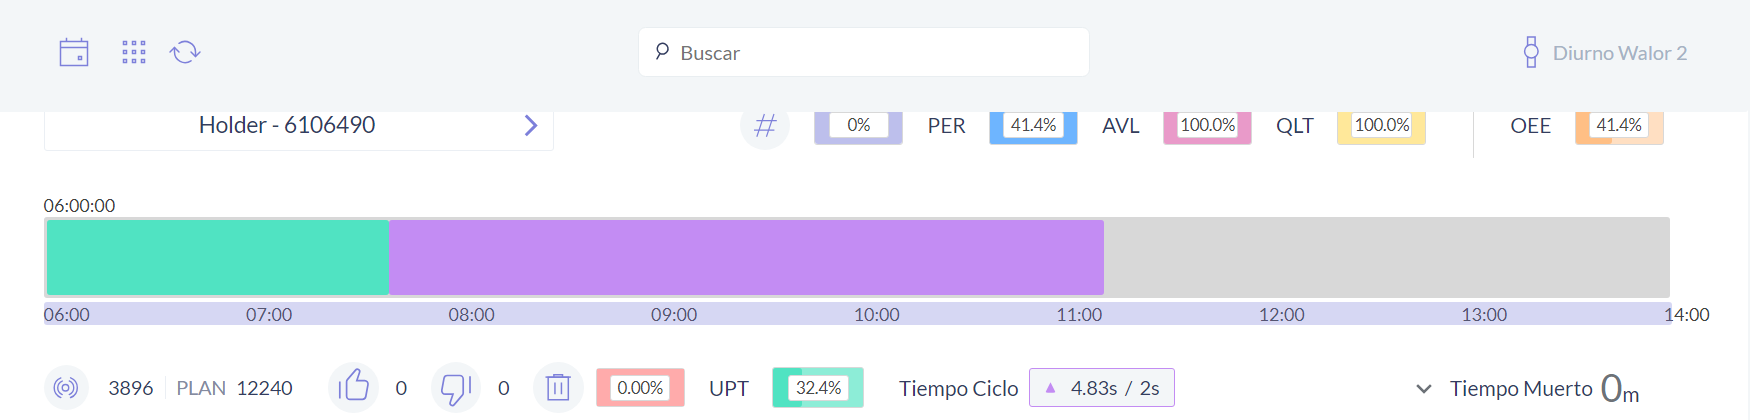 Buscar
Diurno Walor 2
Holder - 6106490
# 0% PER 41.4% AVL 100.0% QLT 100.0% OEE 41.4%
06:00:00
06:00 07:00 08:00 09:00 10:00 11:00 12:00 13:00 14:00
3896 PLAN 12240 0 0 0.00% UPT 32.4% Tiempo Ciclo 4.83s / 2s Tiempo Muerto 0m